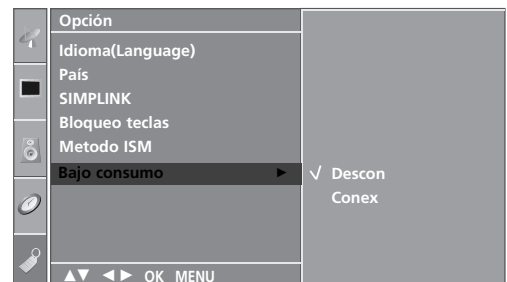 Opción
Idioma(Language)
País
SIMPLINK
Bloqueo teclas
Metodo ISM
Bajo consumo ►
√ Descon
Conex
▲▼ ◄► OK MENU